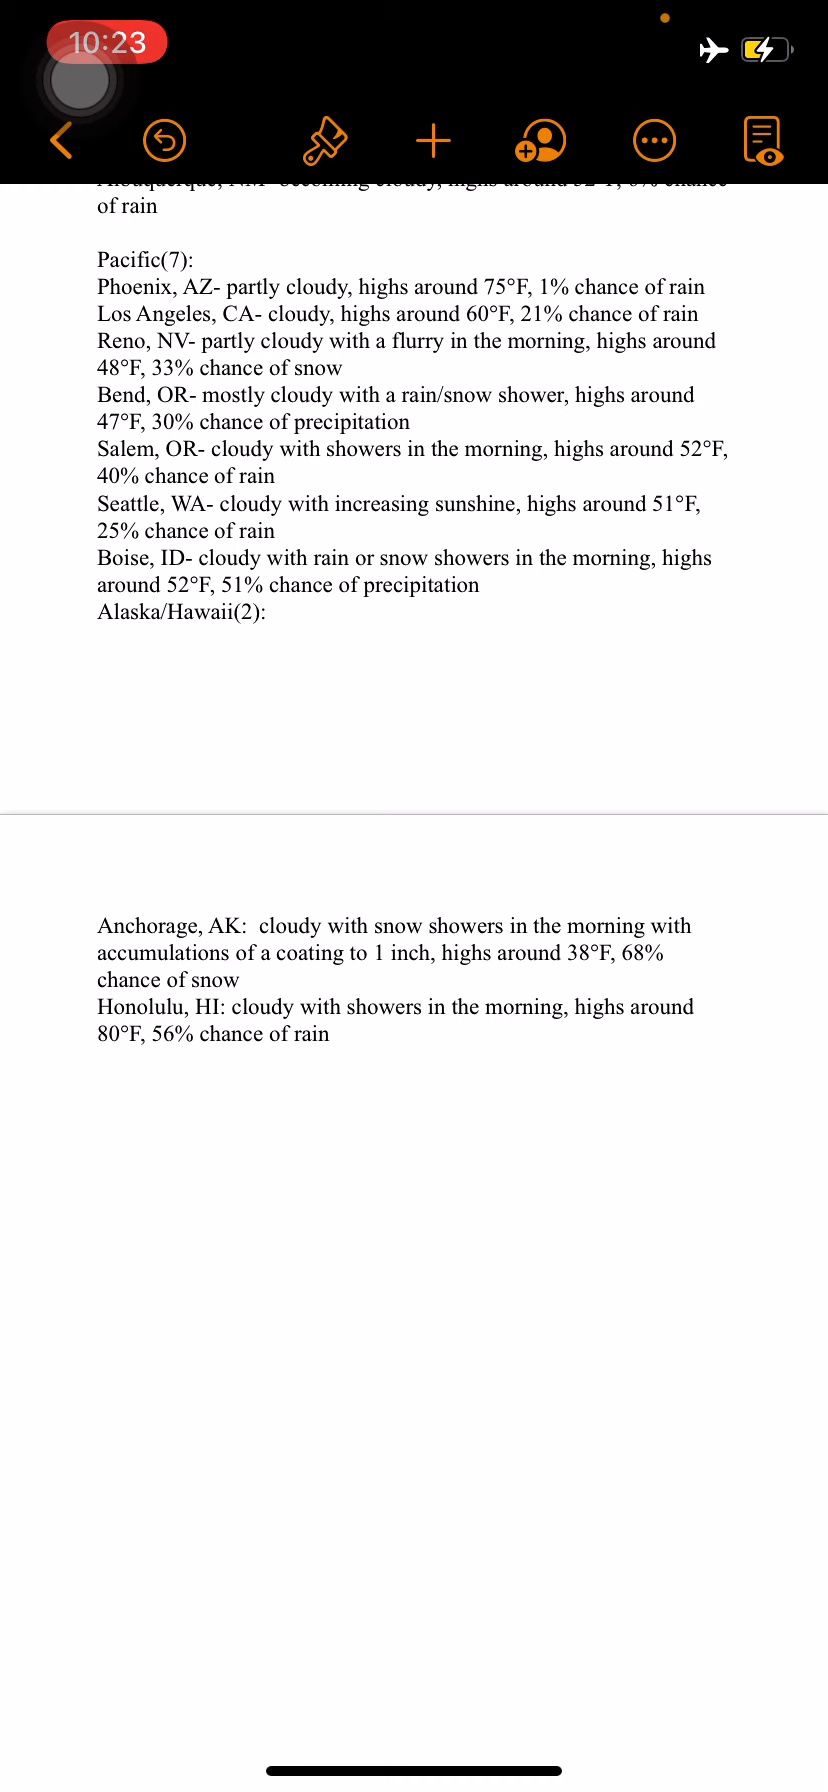 10:23
of rain
Pacific(7):
Phoenix, AZ- partly cloudy, highs around 75°F, 1% chance of rain
Los Angeles, CA- cloudy, highs around 60°F, 21% chance of rain
Reno, NV- partly cloudy with a flurry in the morning, highs around
48°F, 33% chance of snow
Bend, OR- mostly cloudy with a rain/snow shower, highs around
47°F, 30% chance of precipitation
Salem, OR- cloudy with showers in the morning, highs around 52°F,
40% chance of rain
Seattle, WA- cloudy with increasing sunshine, highs around 51°F,
25% chance of rain
Boise, ID- cloudy with rain or snow showers in the morning, highs
around 52°F, 51% chance of precipitation
Alaska/Hawaii(2):
Anchorage, AK:  cloudy with snow showers in the morning with
accumulations of a coating to 1 inch, highs around 38°F, 68%
chance of snow
Honolulu, HI: cloudy with showers in the morning, highs around
80°F, 56% chance of rain